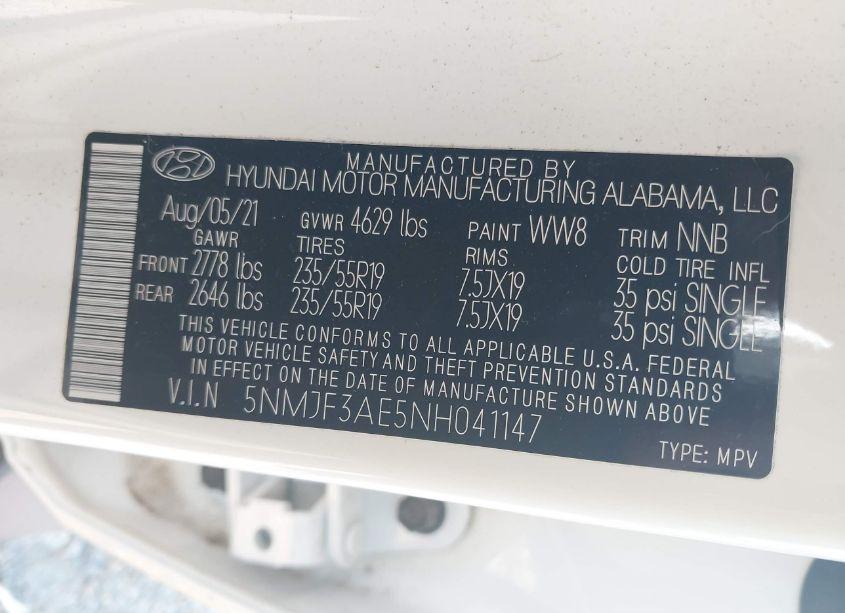 MANUFACTURED BY
HYUNDAI MOTOR MANUFACTURING ALABAMA, LLC
Aug/05/21 GVWR 4629 lbs PAINT WW8 TRIM NNB
GAWR TIRES RIMS COLD TIRE INFL
FRONT 2778 lbs 235/55R19 7.5JX19 35 psi SINGLE
REAR 2646 lbs 235/55R19 7.5JX19 35 psi SINGLE
THIS VEHICLE CONFORMS TO ALL APPLICABLE U.S.A. FEDERAL
MOTOR VEHICLE SAFETY AND THEFT PREVENTION STANDARDS
IN EFFECT ON THE DATE OF MANUFACTURE SHOWN ABOVE
V.I.N 5NMJF3AE5NH041147
TYPE: MPV